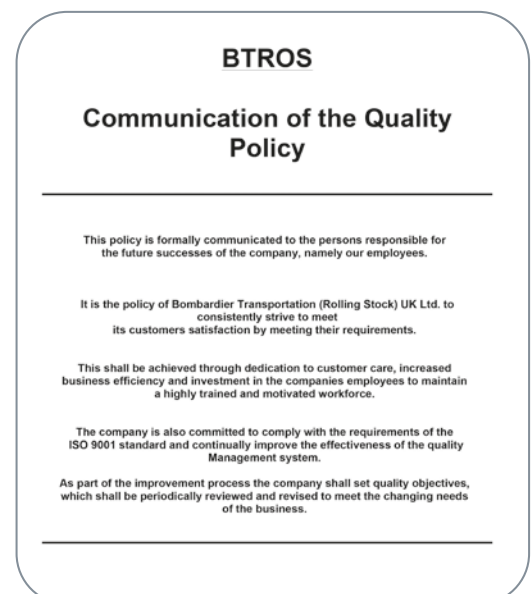 BTROS
Communication of the Quality
Policy
This policy is formally communicated to the persons responsible for
the future successes of the company, namely our employees.
It is the policy of Bombardier Transportation (Rolling Stock) UK Ltd. to
consistently strive to meet
its customers satisfaction by meeting their requirements.
This shall be achieved through dedication to customer care, increased
business efficiency and investment in the companies employees to maintain
a highly trained and motivated workforce.
The company is also committed to comply with the requirements of the
ISO 9001 standard and continually improve the effectiveness of the quality
Management system.
As part of the improvement process the company shall set quality objectives,
which shall be periodically reviewed and revised to meet the changing needs
of the business.